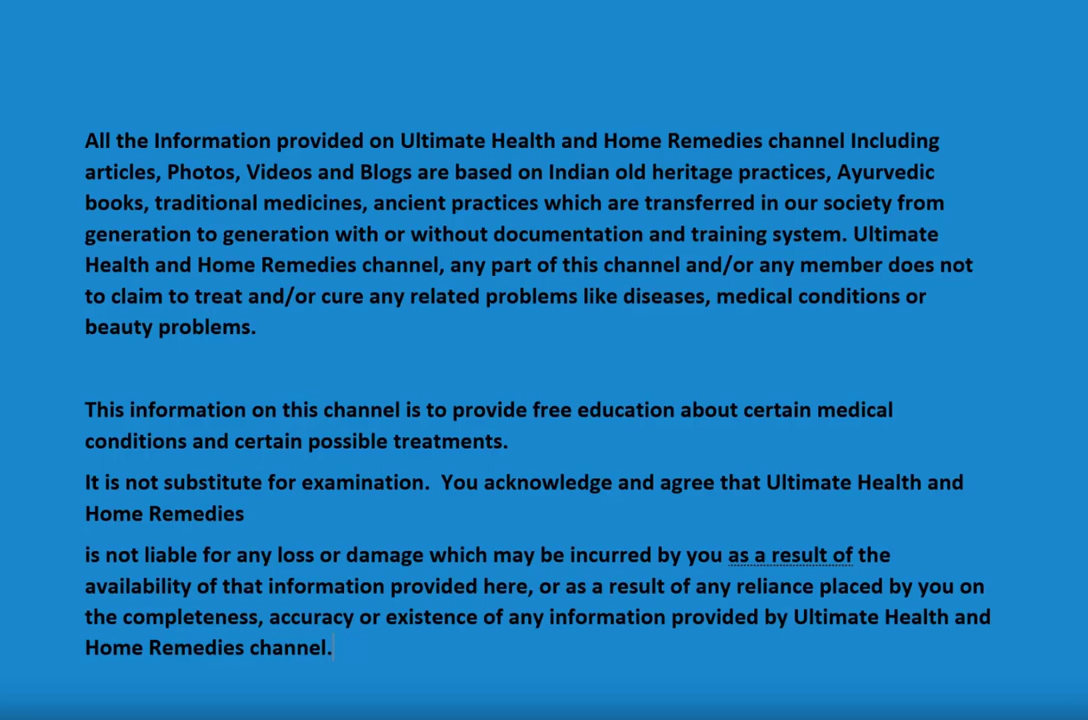 All the Information provided on Ultimate Health and Home Remedies channel Including
articles, Photos, Videos and Blogs are based on Indian old heritage practices, Ayurvedic
books, traditional medicines, ancient practices which are transferred in our society from
generation to generation with or without documentation and training system. Ultimate
Health and Home Remedies channel, any part of this channel and/or any member does not
to claim to treat and/or cure any related problems like diseases, medical conditions or
beauty problems.
This information on this channel is to provide free education about certain medical
conditions and certain possible treatments.
It is not substitute for examination.  You acknowledge and agree that Ultimate Health and
Home Remedies
is not liable for any loss or damage which may be incurred by you as a result of the
availability of that information provided here, or as a result of any reliance placed by you on
the completeness, accuracy or existence of any information provided by Ultimate Health and
Home Remedies channel.